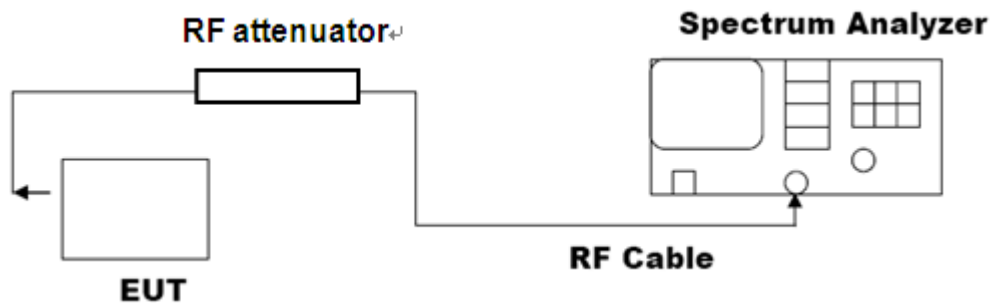 RF attenuator↵
Spectrum Analyzer
RF Cable
EUT